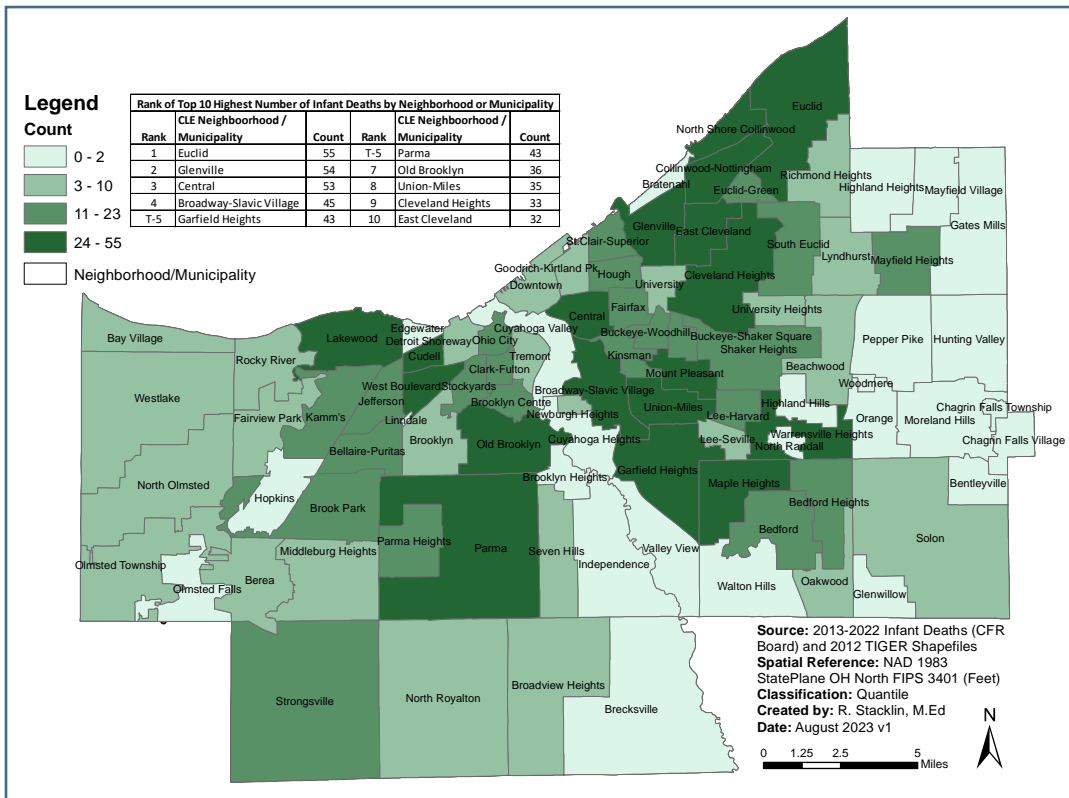 Legend
Count
0 - 2
3 - 10
11 - 23
24 - 55
Neighborhood/Municipality
Rank of Top 10 Highest Number of Infant Deaths by Neighborhood or Municipality
Rank CLE Neighboorhood / Municipality Count Rank CLE Neighboorhood / Municipality Count
1 Euclid 55 T-5 Parma 43
2 Glenville 54 7 Old Brooklyn 36
3 Central 53 8 Union-Miles 35
4 Broadway-Slavic Village 45 9 Cleveland Heights 33
T-5 Garfield Heights 43 10 East Cleveland 32
Euclid
North Shore Collinwood
Collinwood-Nottingham
Bratenahl
Euclid-Green
Richmond Heights
Highland Heights
Mayfield Village
Gates Mills
Glenville
East Cleveland
St.Clair-Superior
South Euclid
Lyndhurst
Mayfield Heights
Goodrich-Kirtland Pk
Hough
Downtown
University
Cleveland Heights
Central
Fairfax
University Heights
Bay Village
Lakewood
Edgewater
Cuyahoga Valley
Detroit Shoreway
Ohio City
Buckeye-Woodhill
Buckeye-Shaker Square
Pepper Pike
Hunting Valley
Rocky River
Cudell
Tremont
Kinsman
Shaker Heights
Clark-Fulton
Mount Pleasant
Beachwood
Westlake
West Boulevard
Stockyards
Broadway-Slavic Village
Woodmere
Jefferson
Brooklyn Centre
Union-Miles
Highland Hills
Chagrin Falls Township
Fairview Park
Kamm's
Linndale
Newburgh Heights
Lee-Harvard
Orange
Moreland Hills
Brooklyn
Old Brooklyn
Cuyahoga Heights
Lee-Seville
Warrensville Heights
North Randall
Chagrin Falls Village
Bellaire-Puritas
Garfield Heights
North Olmsted
Hopkins
Brooklyn Heights
Maple Heights
Bentleyville
Brook Park
Bedford Heights
Bedford
Parma Heights
Parma
Solon
Middleburg Heights
Seven Hills
Valley View
Olmsted Township
Independence
Berea
Oakwood
Olmsted Falls
Walton Hills
Glenwillow
Strongsville
North Royalton
Broadview Heights
Brecksville
Source: 2013-2022 Infant Deaths (CFR
Board) and 2012 TIGER Shapefiles
Spatial Reference: NAD 1983
StatePlane OH North FIPS 3401 (Feet)
Classification: Quantile
Created by: R. Stacklin, M.Ed
Date: August 2023 v1
N
0 1.25 2.5 5
Miles